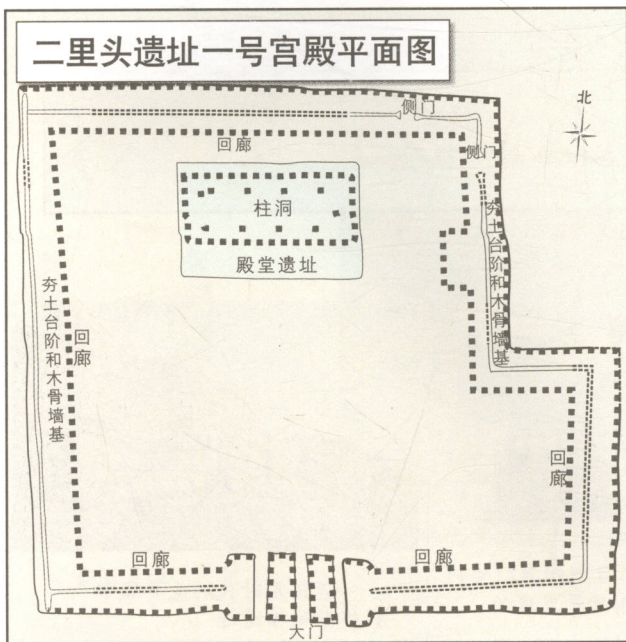 二里头遗址一号宫殿平面图
北
侧门
回廊
侧门
柱洞
殿堂遗址
夯土台阶和木骨墙基
夯土台阶和木骨墙基
回廊
回廊
回廊
回廊
大门